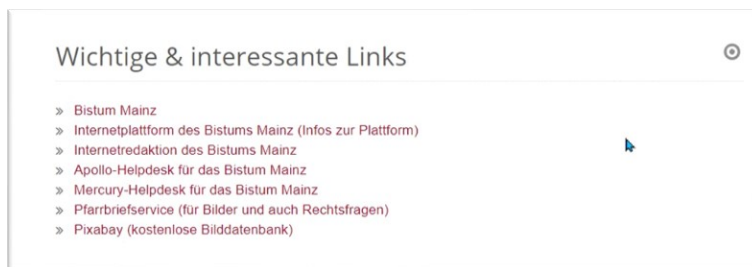 Wichtige & interessante Links
» Bistum Mainz
» Internetplattform des Bistums Mainz (Infos zur Plattform)
» Internetredaktion des Bistums Mainz
» Apollo-Helpdesk für das Bistum Mainz
» Mercury-Helpdesk für das Bistum Mainz
» Pfarrbriefservice (für Bilder und auch Rechtsfragen)
» Pixabay (kostenlose Bilddatenbank)